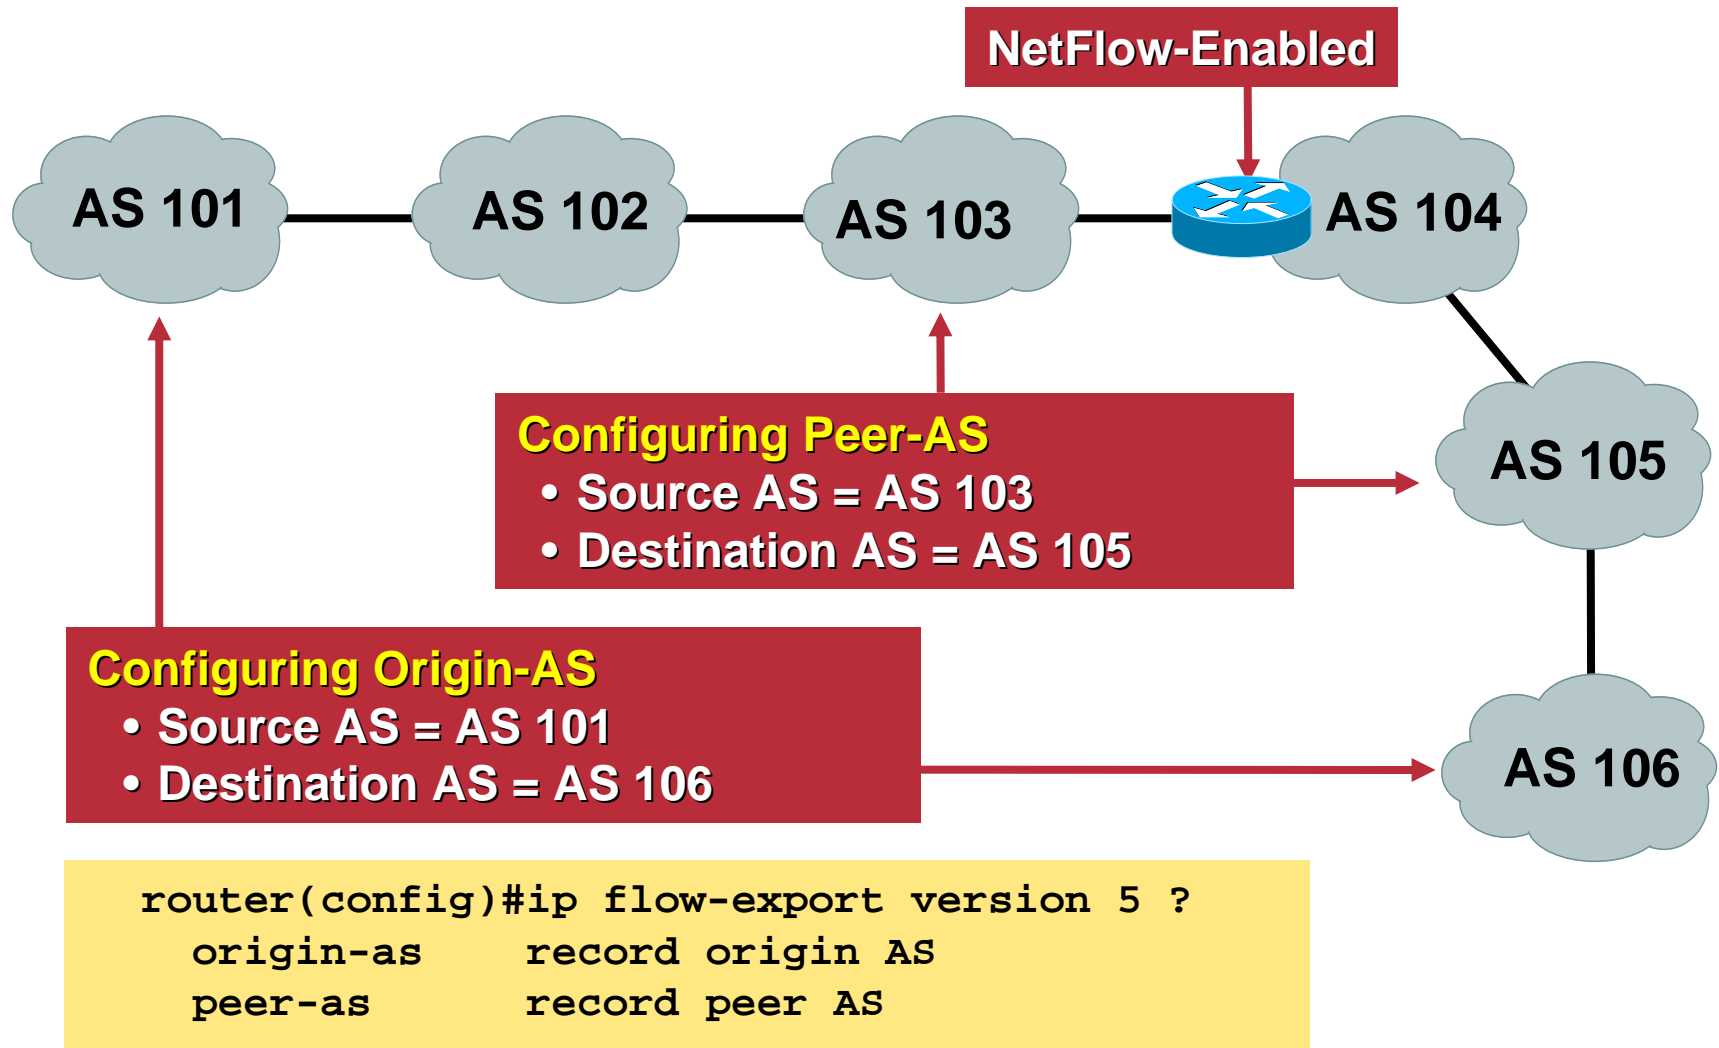 NetFlow-Enabled
AS 101
AS 102
AS 103
AS 104
Configuring Peer-AS
• Source AS = AS 103
• Destination AS = AS 105
AS 105
Configuring Origin-AS
• Source AS = AS 101
• Destination AS = AS 106
AS 106
router(config)#ip flow-export version 5 ?
origin-as record origin AS
peer-as record peer AS